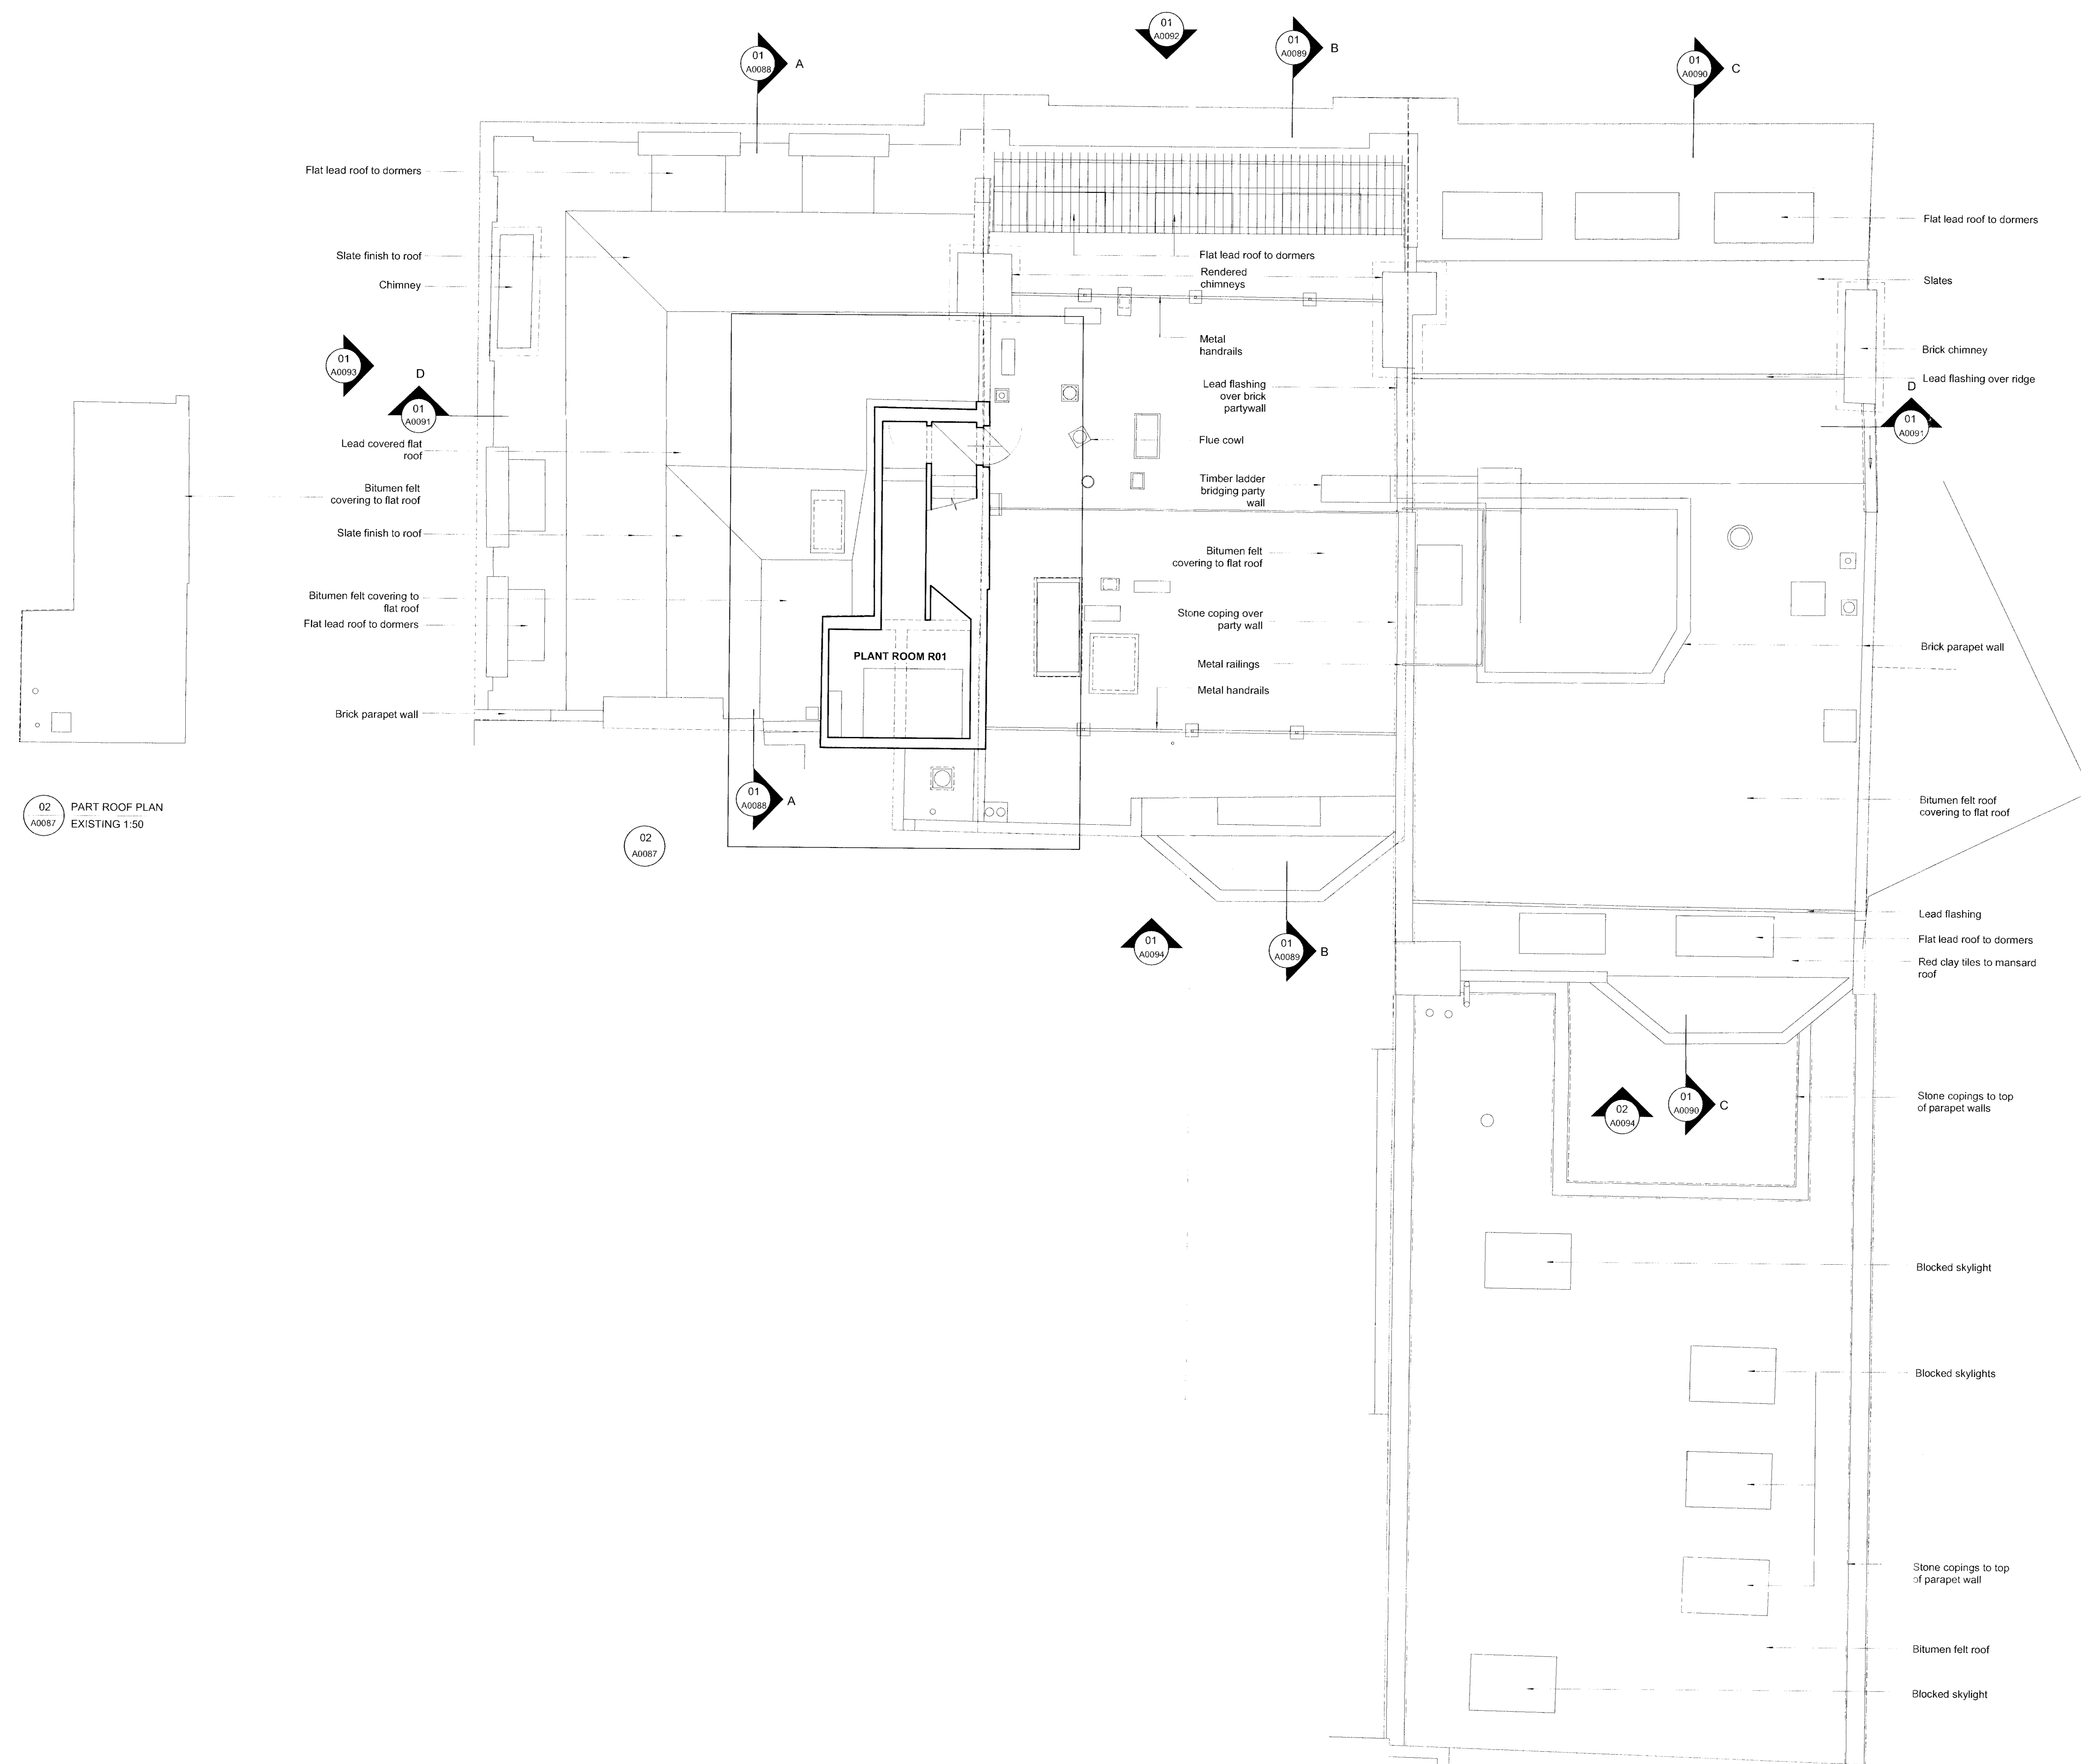 01
A0092
01
A0088
A
01
A0089
B
01
A0090
C
Flat lead roof to dormers
Slate finish to roof
Chimney
01
A0093
D
01
A0091
Lead covered flat
roof
Bitumen felt
covering to flat roof
Slate finish to roof
Bitumen felt covering to
flat roof
Flat lead roof to dormers
Brick parapet wall
02
A0087
PART ROOF PLAN
EXISTING 1:50
01
A0088
A
02
A0087
PLANT ROOM R01
Flat lead roof to dormers
Rendered
chimneys
Metal
handrails
Lead flashing
over brick
partywall
Flue cowl
Timber ladder
bridging party
wall
Bitumen felt
covering to flat roof
Stone coping over
party wall
Metal railings
Metal handrails
01
A0094
01
A0089
B
Flat lead roof to dormers
Slates
Brick chimney
Lead flashing over ridge
D
01
A0091
Brick parapet wall
Bitumen felt roof
covering to flat roof
Lead flashing
Flat lead roof to dormers
Red clay tiles to mansard
roof
02
A0094
01
A0090
C
Stone copings to top
of parapet walls
Blocked skylight
Blocked skylights
Stone copings to top
of parapet wall
Bitumen felt roof
Blocked skylight